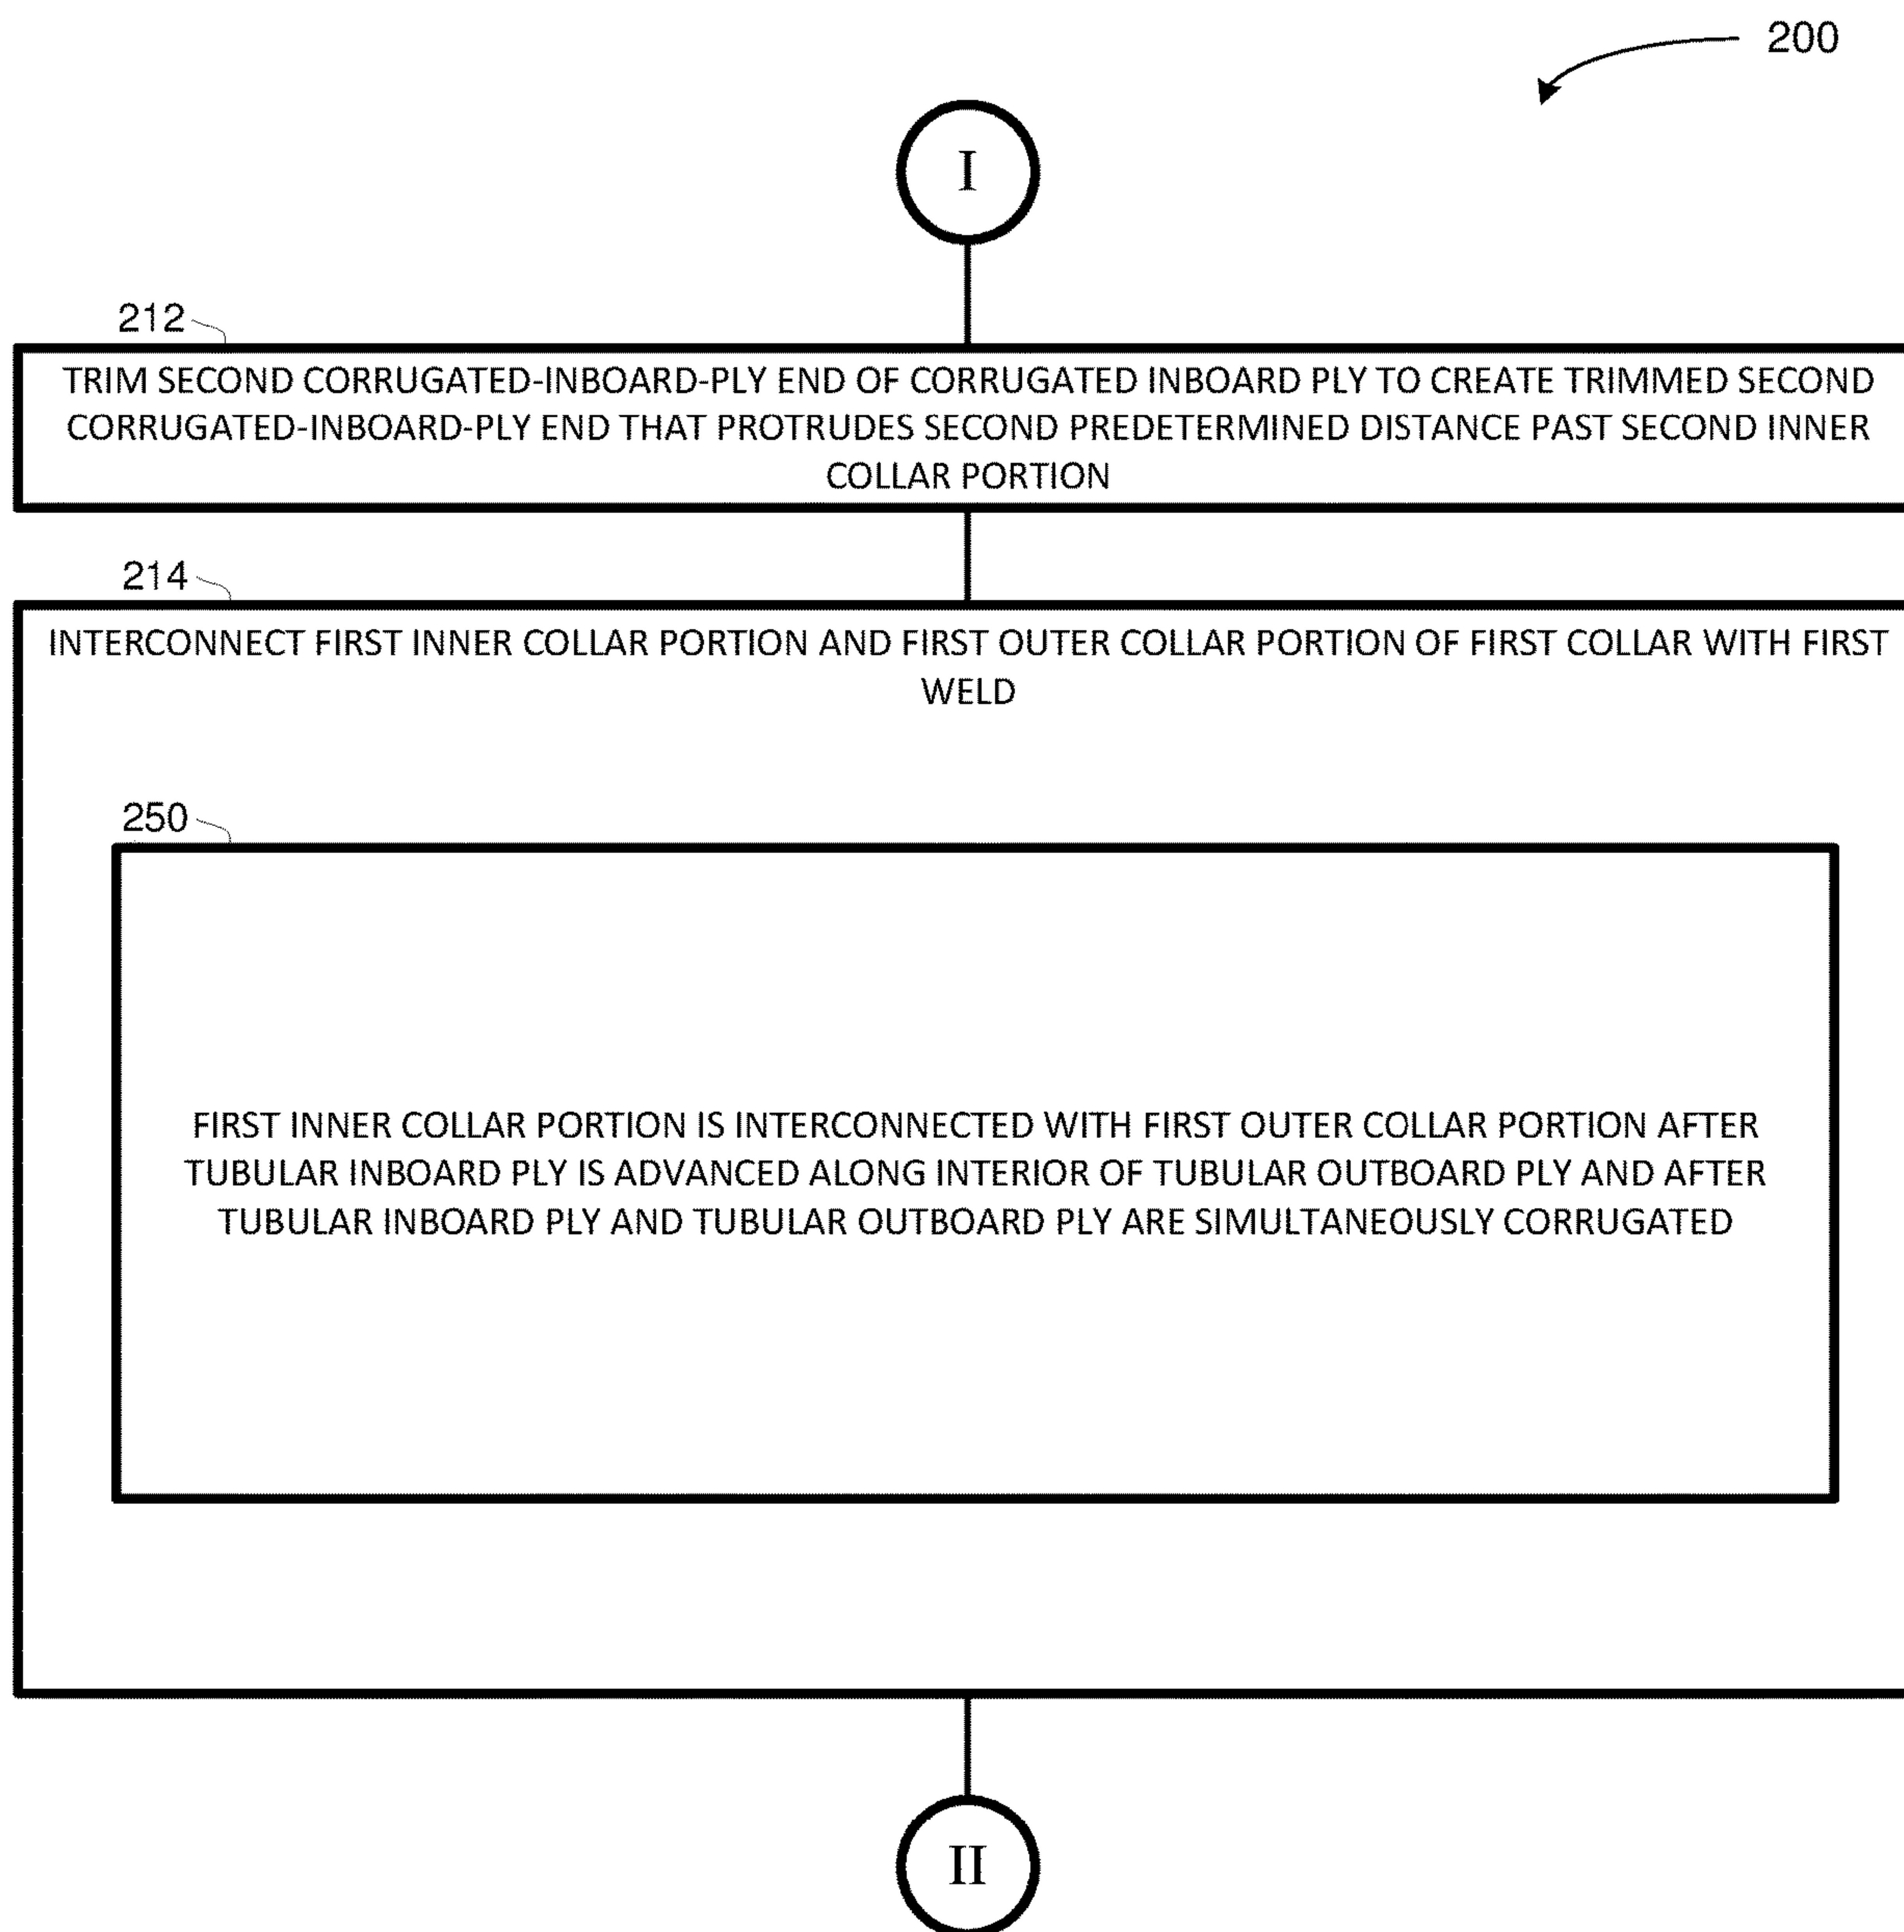 200
I
212
TRIM SECOND CORRUGATED-INBOARD-PLY END OF CORRUGATED INBOARD PLY TO CREATE TRIMMED SECOND
CORRUGATED-INBOARD-PLY END THAT PROTRUDES SECOND PREDETERMINED DISTANCE PAST SECOND INNER
COLLAR PORTION
214
INTERCONNECT FIRST INNER COLLAR PORTION AND FIRST OUTER COLLAR PORTION OF FIRST COLLAR WITH FIRST
WELD
250
FIRST INNER COLLAR PORTION IS INTERCONNECTED WITH FIRST OUTER COLLAR PORTION AFTER
TUBULAR INBOARD PLY IS ADVANCED ALONG INTERIOR OF TUBULAR OUTBOARD PLY AND AFTER
TUBULAR INBOARD PLY AND TUBULAR OUTBOARD PLY ARE SIMULTANEOUSLY CORRUGATED
II